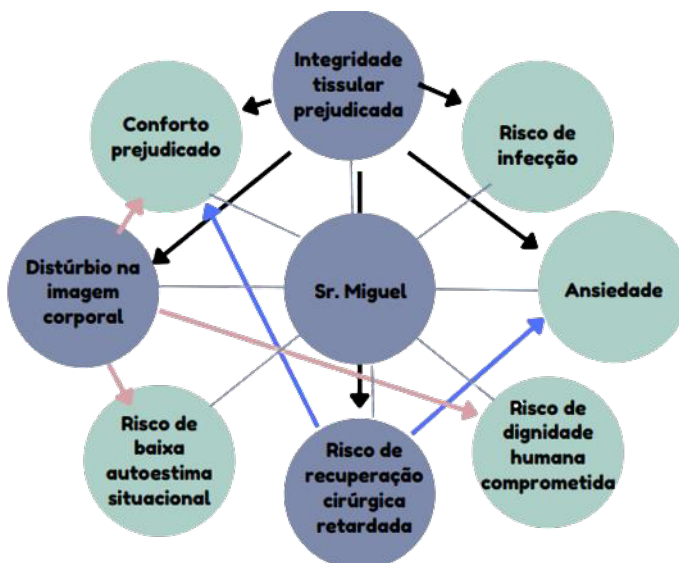 Integridade
tissular
prejudicada
Conforto
prejudicado
Risco de
infecção
Distúrbio na
imagem
corporal
Sr. Miguel
Ansiedade
Risco de
baixa
autoestima
situacional
Risco de
recuperação
cirúrgica
retardada
Risco de
dignidade
humana
comprometida